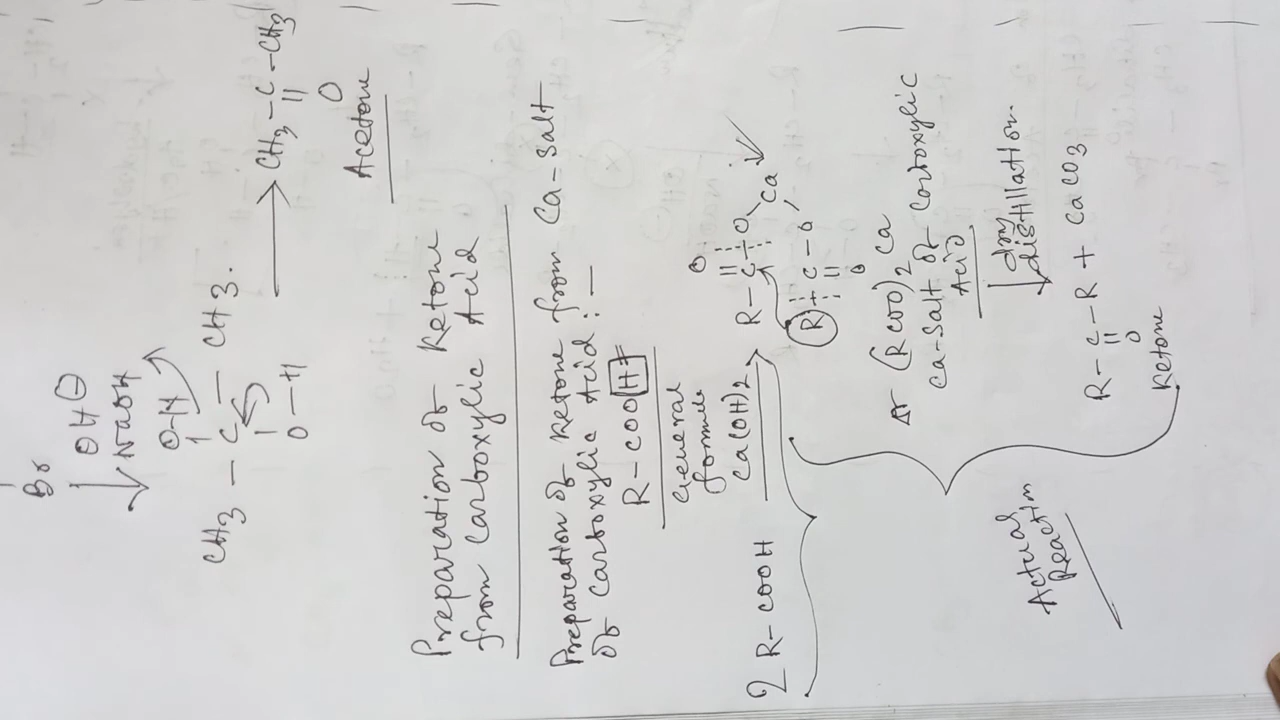 Br
OH⊖
NaOH
O-H
CH3 — C — CH3. → CH3 — C — CH3
O—H
O
Acetone
Preparation of Ketone
from Carboxylic Acid
Preparation of Ketone from Ca-salt
of Carboxylic Acid:—
R-COOH
General
formula
2 R-COOH Ca(OH)2 → R-C-O
O
Ca
R-C-O
O
or (RCOO)2 Ca
Ca-salt of Carboxylic
Acid
dry
distillation
R-C-R + CaCO3
O
Ketone
Actual
Reaction